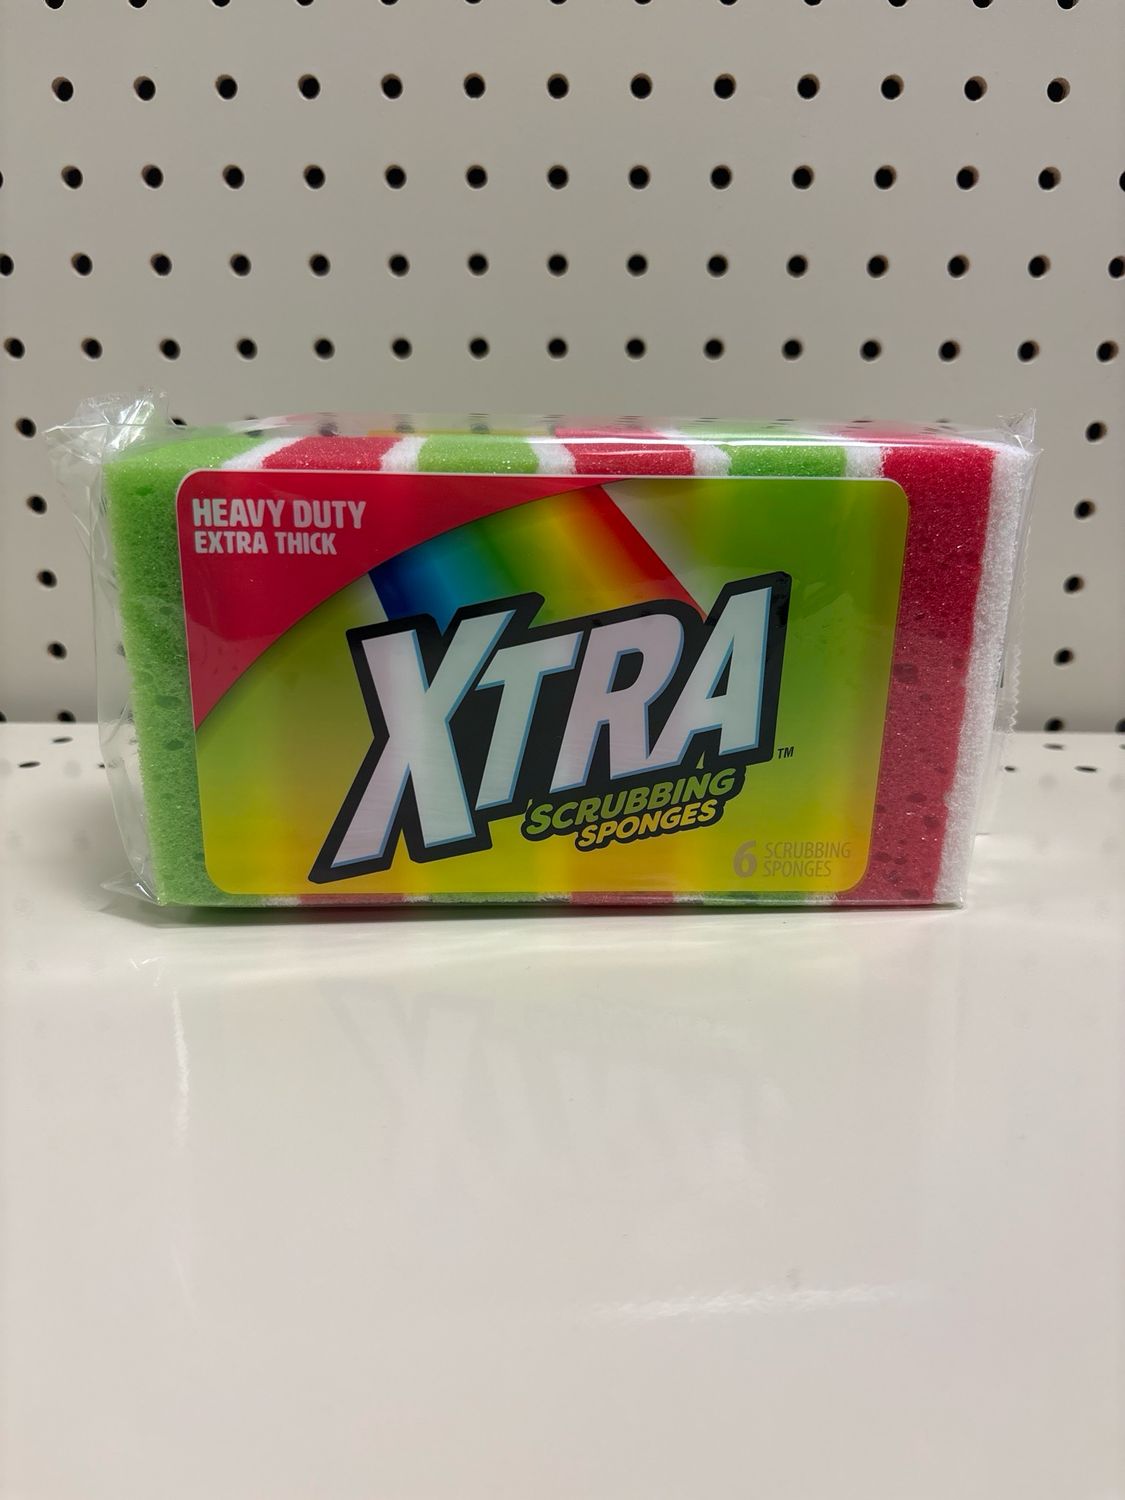 HEAVY DUTY
EXTRA THICK
XTRA™
SCRUBBING
SPONGES
6 SCRUBBING
SPONGES